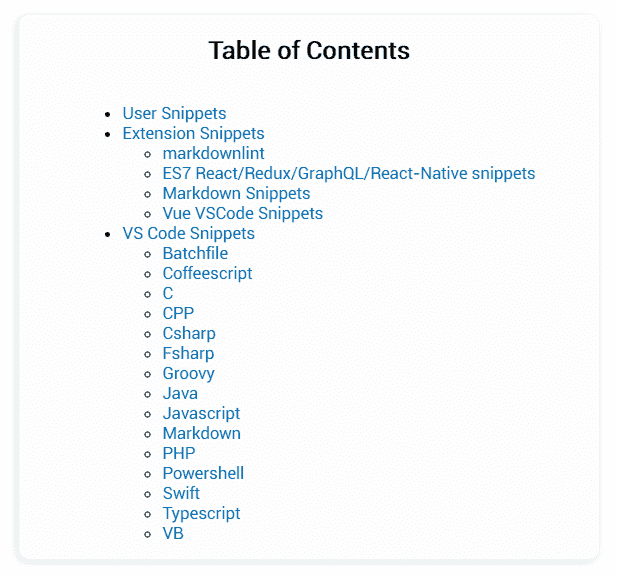 Table of Contents
User Snippets
Extension Snippets
markdownlint
ES7 React/Redux/GraphQL/React-Native snippets
Markdown Snippets
Vue VSCode Snippets
VS Code Snippets
Batchfile
Coffeescript
C
CPP
Csharp
Fsharp
Groovy
Java
Javascript
Markdown
PHP
Powershell
Swift
Typescript
VB